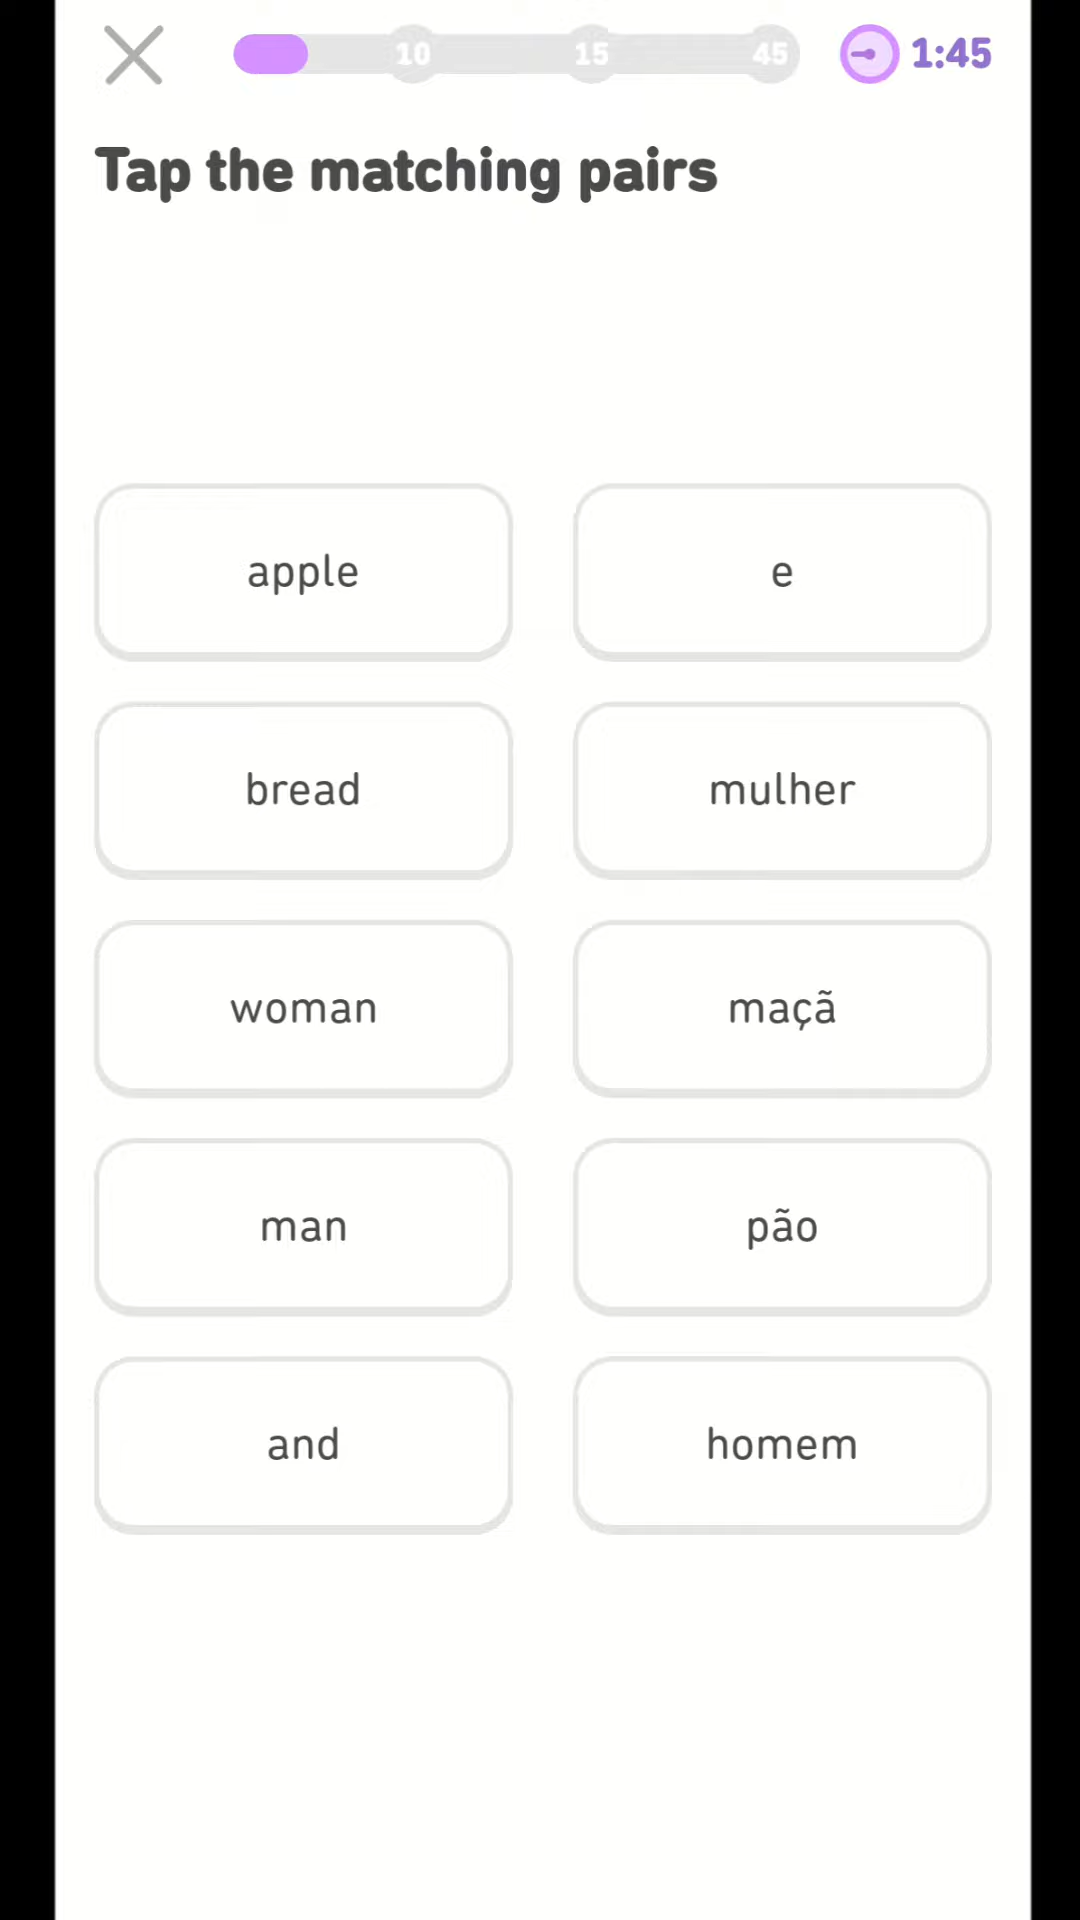 10 15 45 1:45
Tap the matching pairs
apple e
bread mulher
woman maçã
man pão
and homem